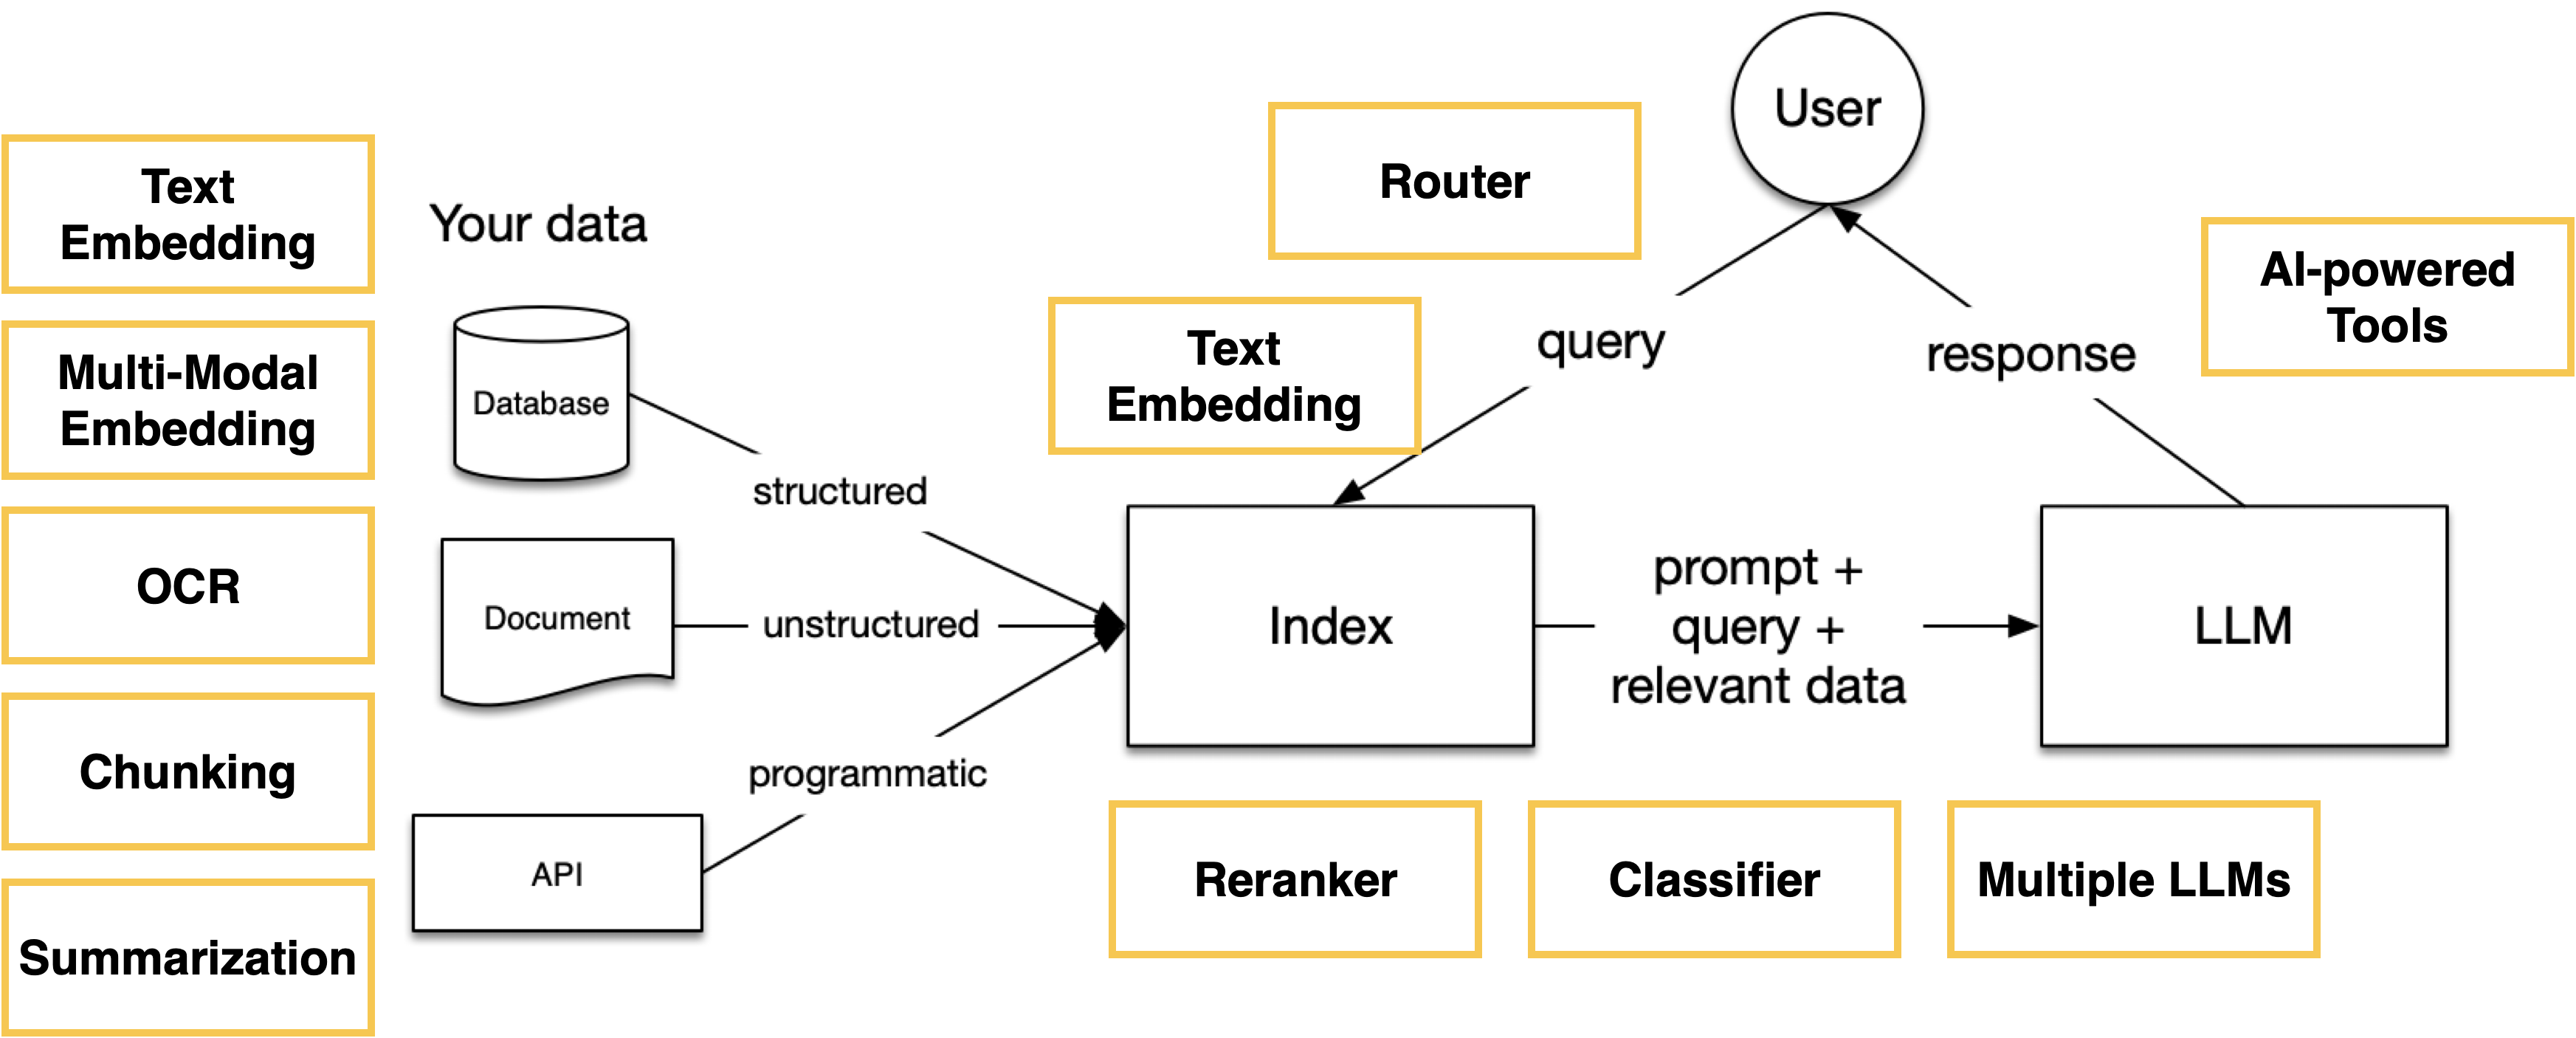 Text
Embedding
Multi-Modal
Embedding
OCR
Chunking
Summarization
Your data
Database
Document
API
structured
unstructured
programmatic
Router
Text
Embedding
User
query
response
AI-powered
Tools
Index
prompt +
query +
relevant data
LLM
Reranker
Classifier
Multiple LLMs